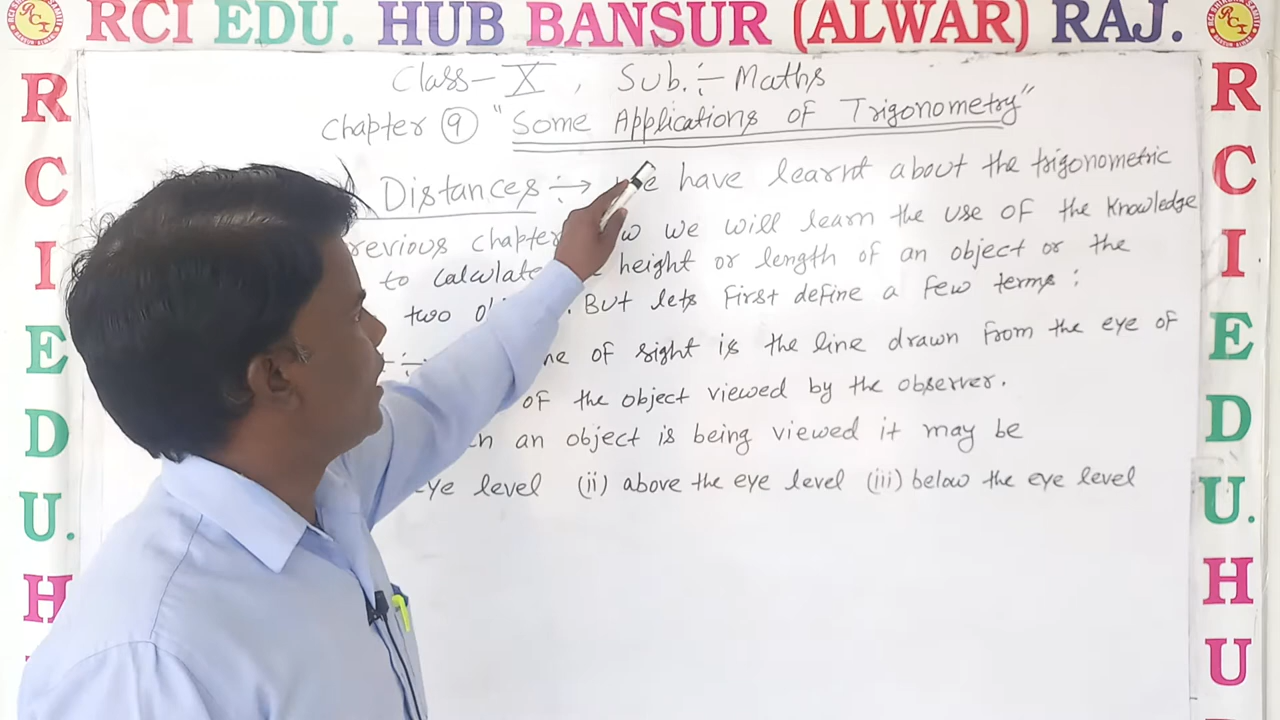 RCI EDU. HUB BANSUR (ALWAR) RAJ.
Class - X , Sub. :- Maths
Chapter 9 "Some Applications of Trigonometry"
Distances :→ we have learnt about the trigonometric
previous chapter we will learn the use of the knowledge
to calculate height or length of an object or the
two But lets first define a few terms :
of sight is the line drawn from the eye of
of the object viewed by the observer.
an object is being viewed it may be
eye level (ii) above the eye level (iii) below the eye level
R
C
I
E
D
U.
H
R
C
I
E
D
U.
H
U